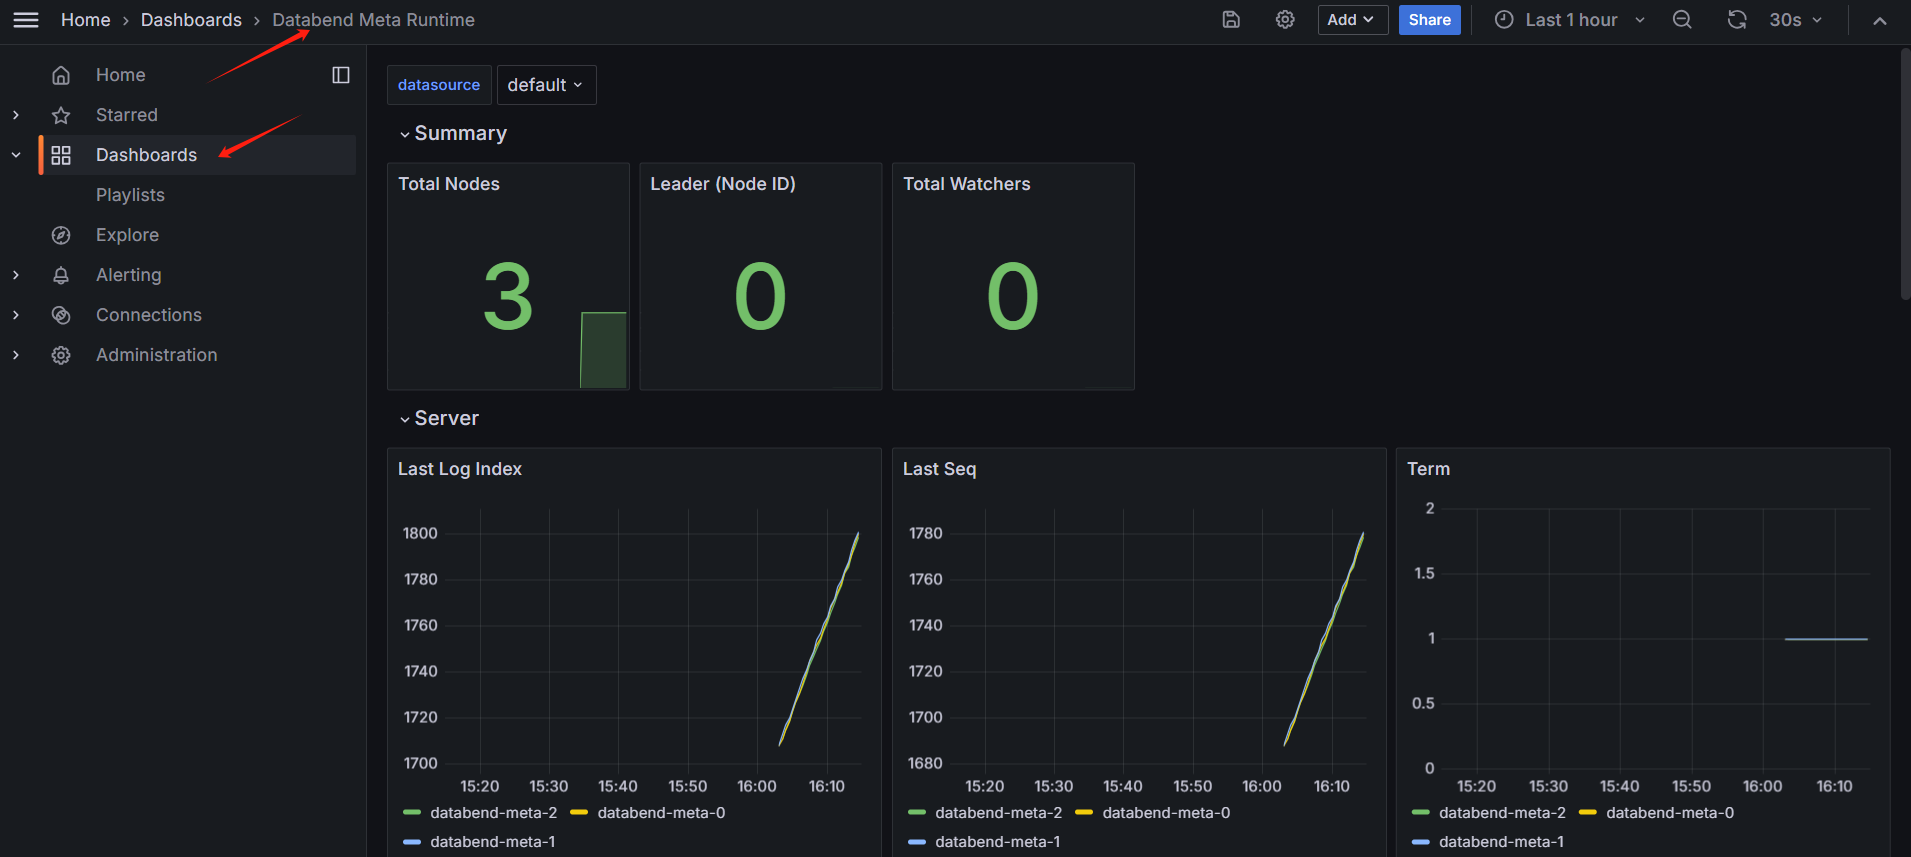 Home › Dashboards › Databend Meta Runtime
Add
Share
Last 1 hour
30s
Home
Starred
Dashboards
Playlists
Explore
Alerting
Connections
Administration
datasource
default
Summary
Total Nodes
3
Leader (Node ID)
0
Total Watchers
0
Server
Last Log Index
1800
1780
1760
1740
1720
1700
15:20 15:30 15:40 15:50 16:00 16:10
databend-meta-2 databend-meta-0
databend-meta-1
Last Seq
1780
1760
1740
1720
1700
1680
15:20 15:30 15:40 15:50 16:00 16:10
databend-meta-2 databend-meta-0
databend-meta-1
Term
2
1.5
1
0.5
0
15:20 15:30 15:40 15:50 16:00 16:10
databend-meta-2 databend-meta-0
databend-meta-1